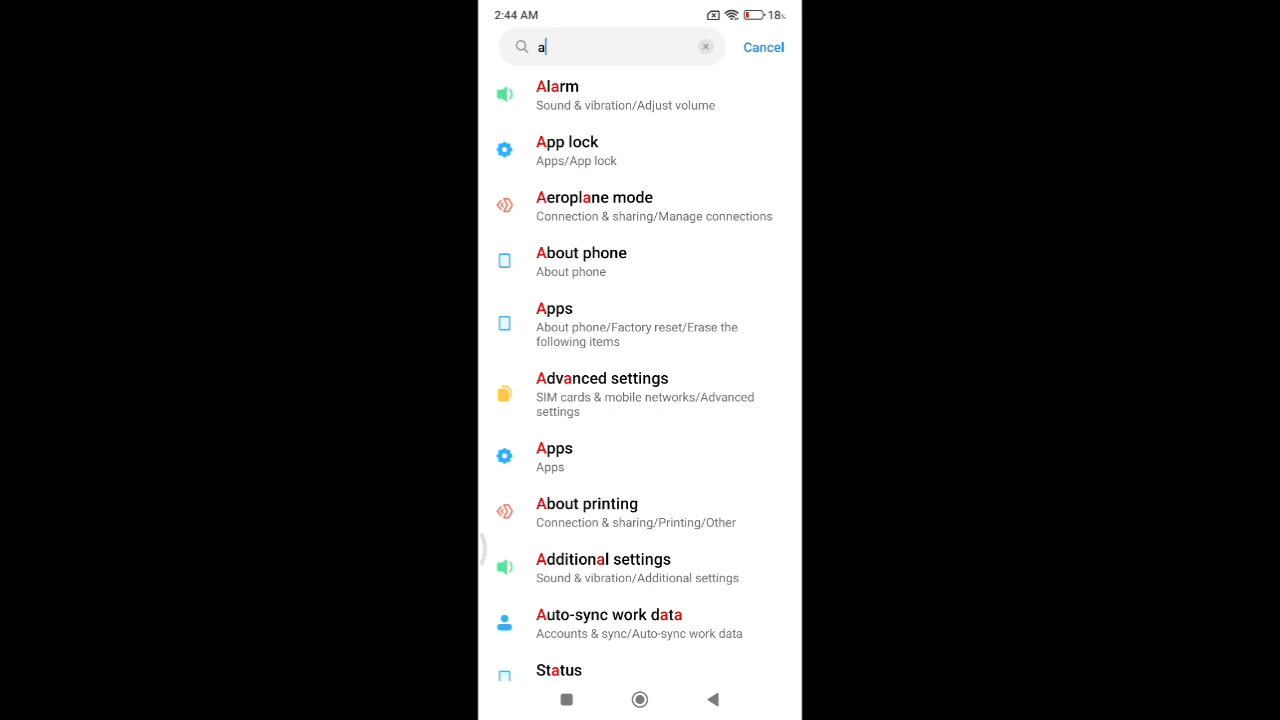 2:44 AM 18%
a Cancel
Alarm
Sound & vibration/Adjust volume
App lock
Apps/App lock
Aeroplane mode
Connection & sharing/Manage connections
About phone
About phone
Apps
About phone/Factory reset/Erase the
following items
Advanced settings
SIM cards & mobile networks/Advanced
settings
Apps
Apps
About printing
Connection & sharing/Printing/Other
Additional settings
Sound & vibration/Additional settings
Auto-sync work data
Accounts & sync/Auto-sync work data
Status